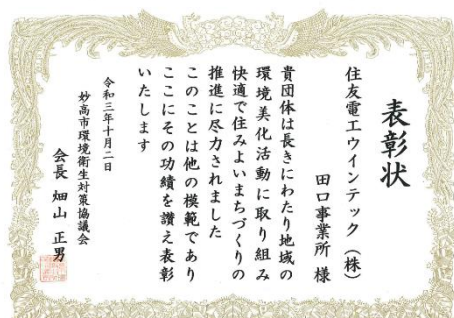 表彰状
住友電工ウインテック（株）
田口事業所 様
貴団体は長きにわたり地域の
環境美化活動に取り組み
快適で住みよいまちづくりの
推進に尽力されました
このことは他の模範であり
ここにその功績を讃え表彰
いたします
令和三年十月二日
妙高市環境衛生対策協議会
会長 畑山 正男